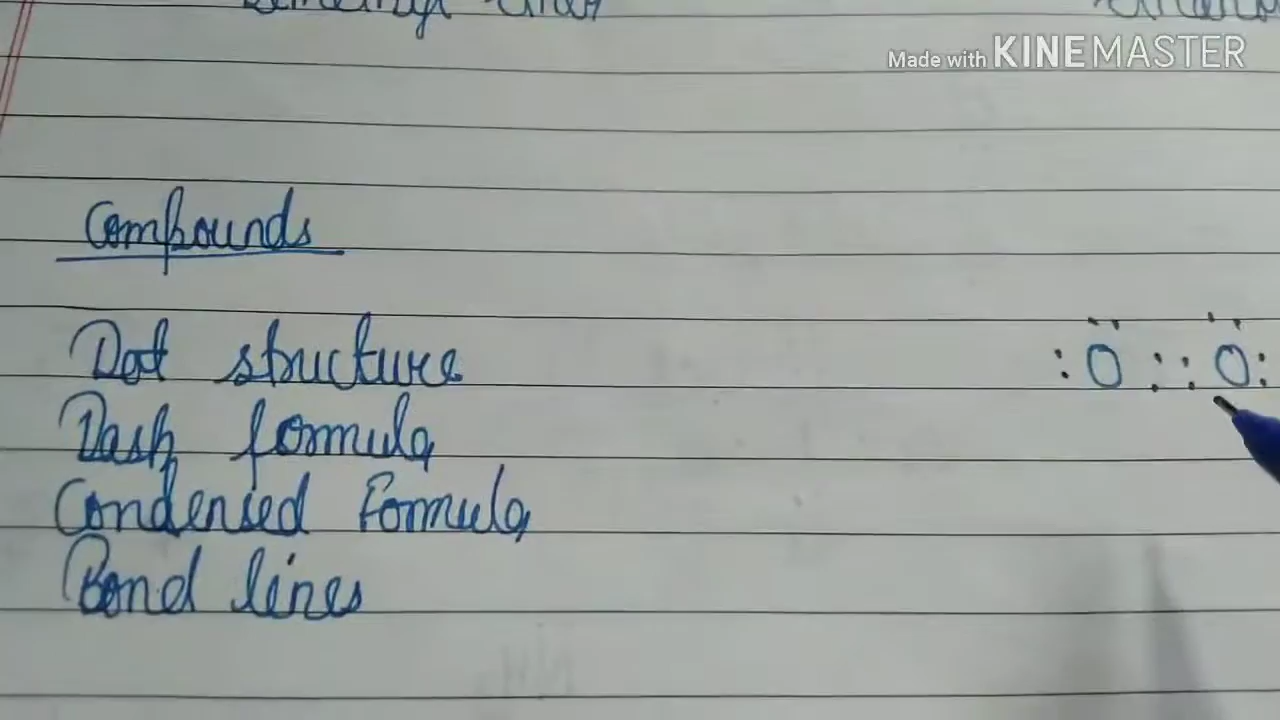 Made with KINEMASTER
Compounds
Dot structure :Ö::Ö:
Dash formula
Condensed Formula
Bond lines